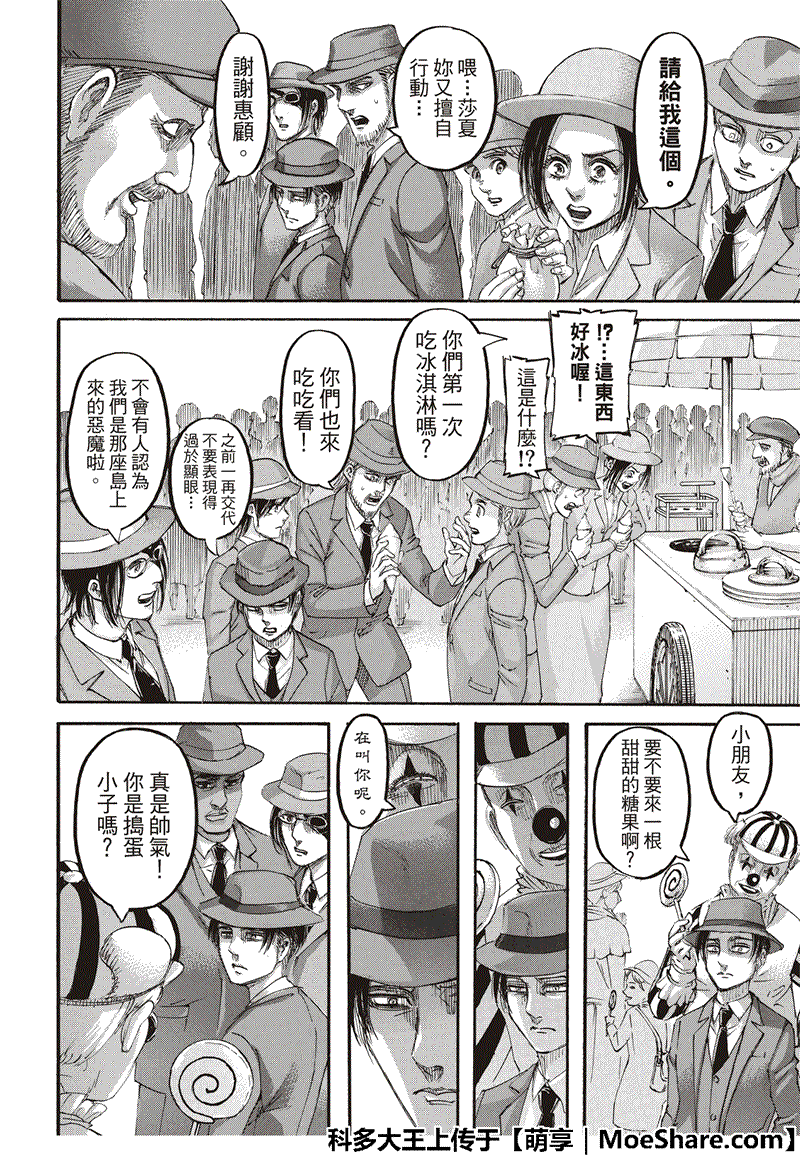 請給我這個。
喂…莎夏
妳又擅自
行動…
謝謝惠顧。
!?…這東西
好冰喔！
這是什麼!?
你們第一次
吃冰淇淋嗎？
你們也來
吃吃看！
之前一再交代
不要表現得
過於顯眼…
不會有人認為
我們是那座島上
來的惡魔啦。
小朋友，
要不要來一根
甜甜的糖果啊？
在叫你呢。
真是帥氣！
你是搗蛋
小子嗎？
科多大王上传于【萌享｜MoeShare.com】